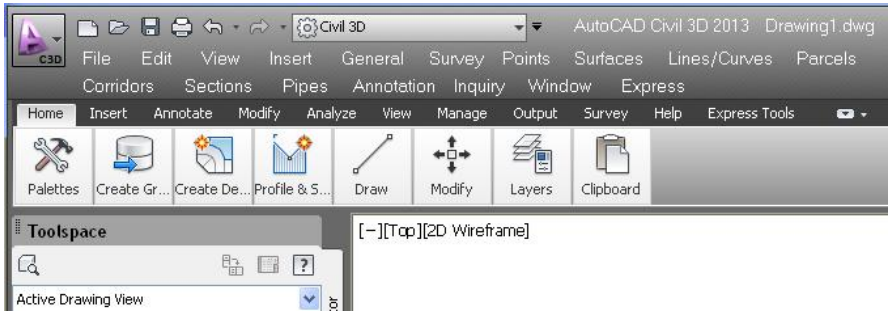 Civil 3D AutoCAD Civil 3D 2013 Drawing1.dwg
C3D File Edit View Insert General Survey Points Surfaces Lines/Curves Parcels
Corridors Sections Pipes Annotation Inquiry Window Express
Home Insert Annotate Modify Analyze View Manage Output Survey Help Express Tools
Palettes Create Gr... Create De... Profile & S... Draw Modify Layers Clipboard
Toolspace [-][Top][2D Wireframe]
?
Active Drawing View